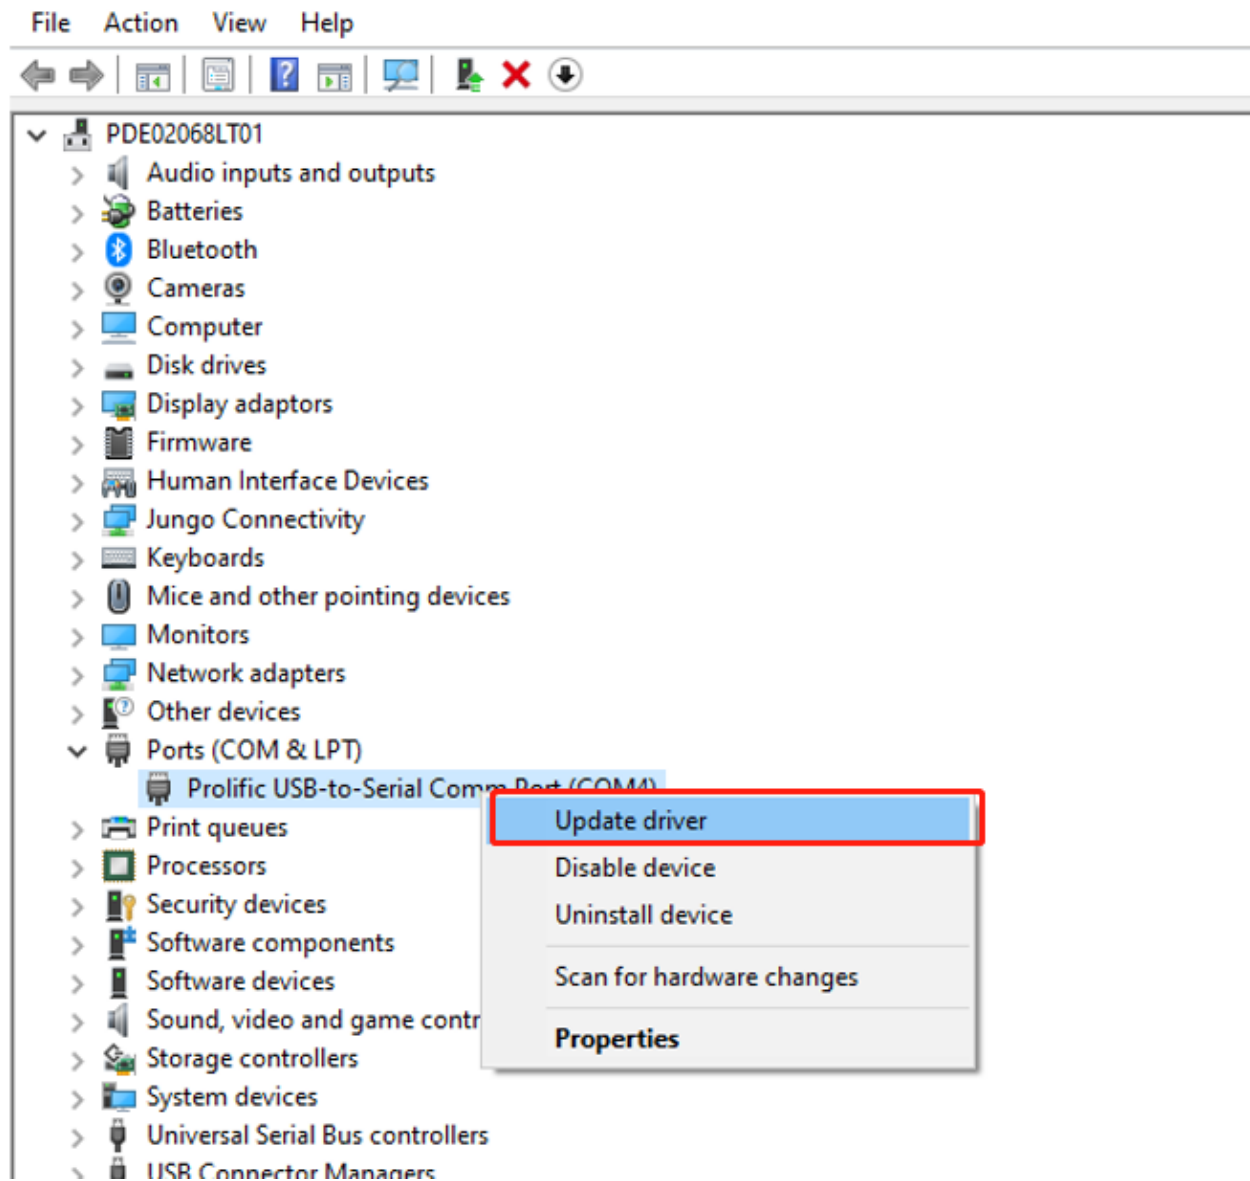 File Action View Help
PDE02068LT01
Audio inputs and outputs
Batteries
Bluetooth
Cameras
Computer
Disk drives
Display adaptors
Firmware
Human Interface Devices
Jungo Connectivity
Keyboards
Mice and other pointing devices
Monitors
Network adapters
Other devices
Ports (COM & LPT)
Prolific USB-to-Serial Comm Port (COM4)
Update driver
Disable device
Uninstall device
Scan for hardware changes
Properties
Print queues
Processors
Security devices
Software components
Software devices
Sound, video and game contr
Storage controllers
System devices
Universal Serial Bus controllers
USB Connector Managers